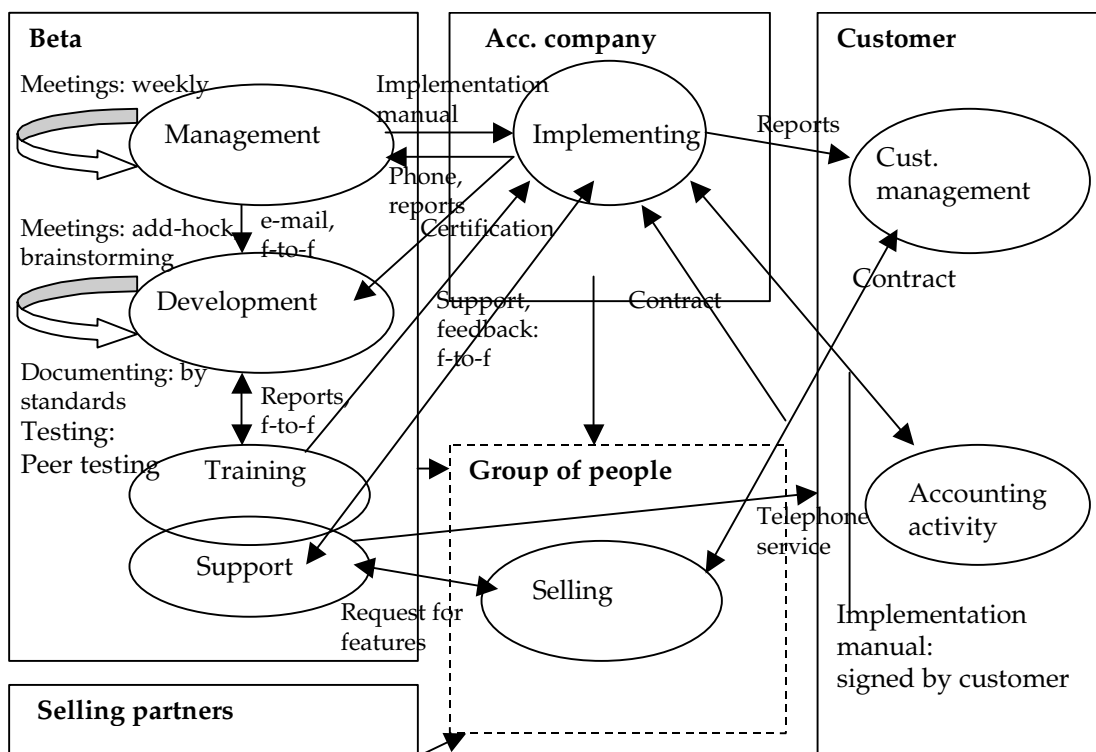 Beta
Acc. company
Customer
Meetings: weekly
Implementation
manual
Management
Implementing
Reports
Cust.
management
Phone,
reports
Meetings: add-hock
brainstorming
e-mail,
f-to-f
Certification
Contract
Development
Support,
feedback:
f-to-f
Contract
Documenting: by
standards
Testing:
Peer testing
Reports,
f-to-f
Training
Group of people
Accounting
activity
Telephone
service
Support
Selling
Request for
features
Implementation
manual:
signed by customer
Selling partners